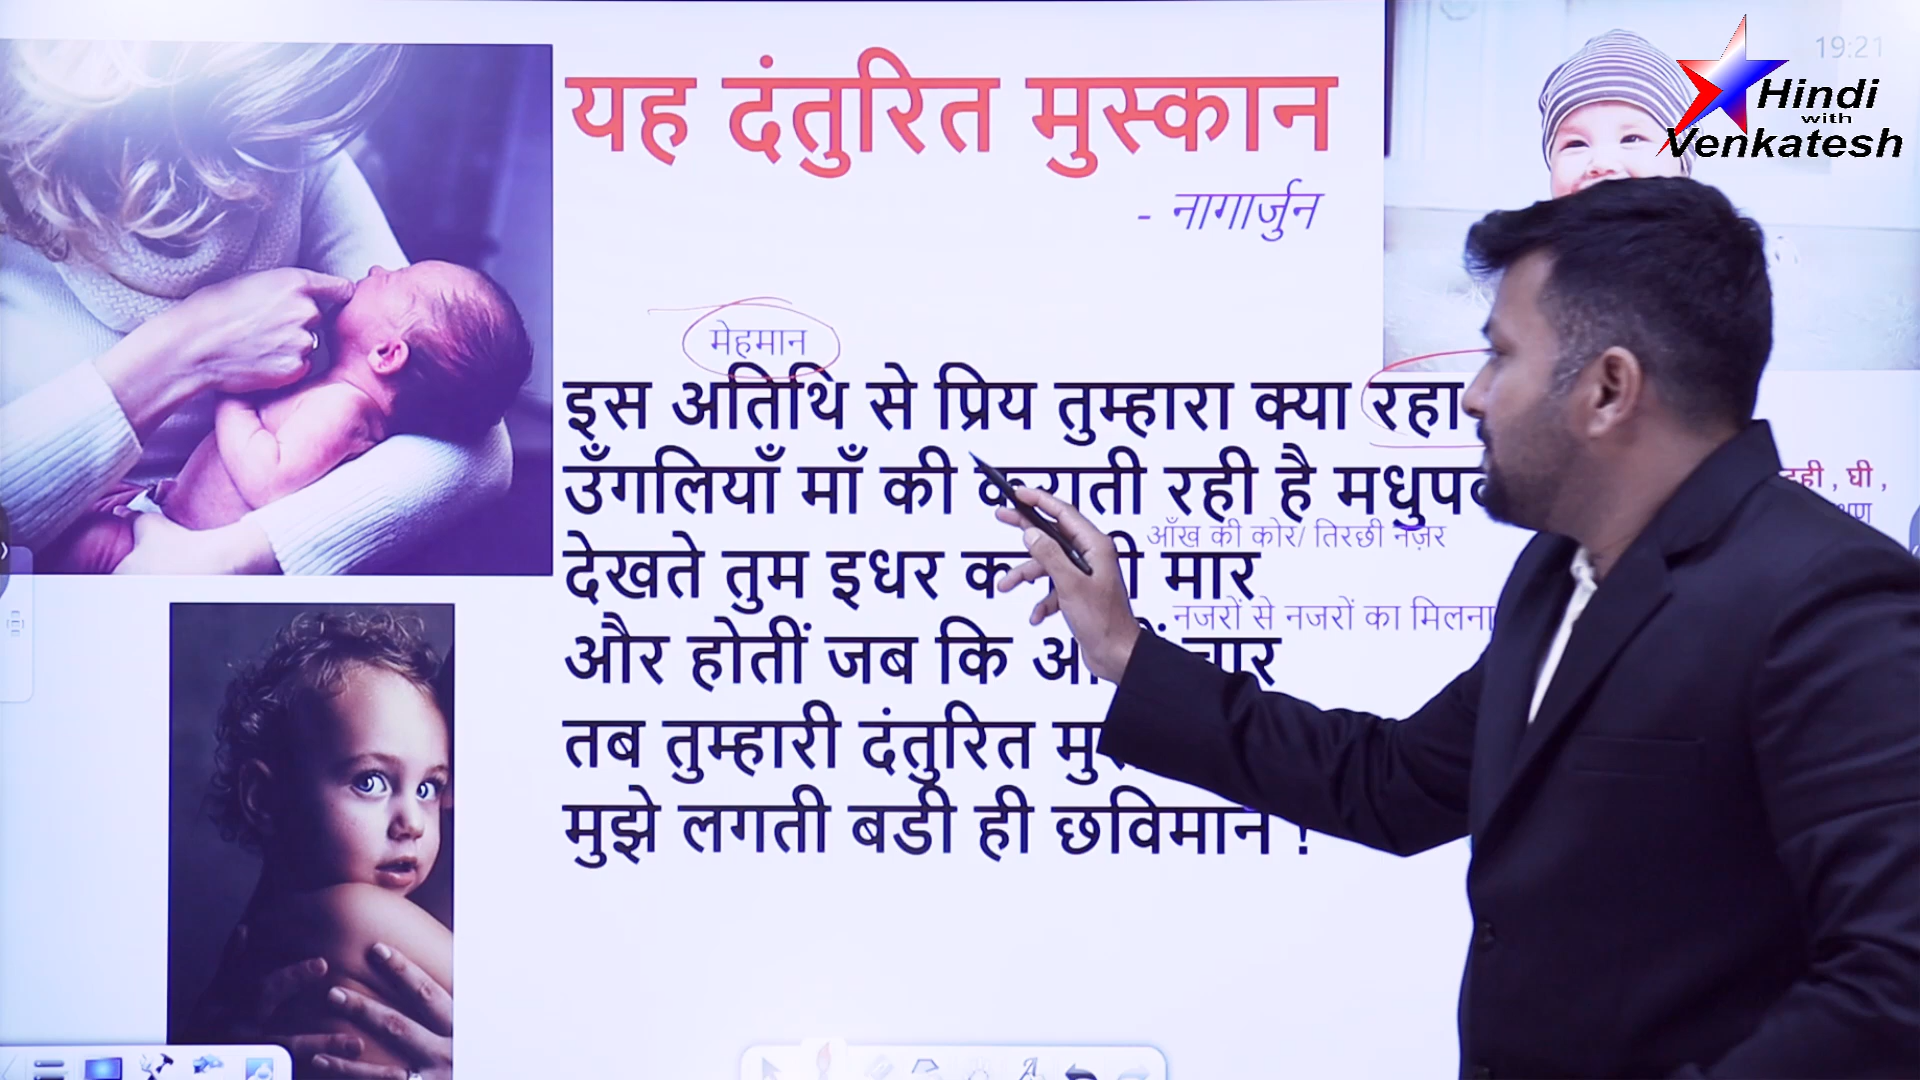 यह दंतुरित मुस्कान
- नागार्जुन
19:21
Hindi
with
Venkatesh
मेहमान
इस अतिथि से प्रिय तुम्हारा क्या रहा
उँगलियाँ माँ की कराती रही है
घी ,
आँख की कोर/ तिरछी नज़र
देखते तुम इधर मार
नजरों से नजरों का मिलना
और होतीं जब कि
तब तुम्हारी दंतुरित
मुझे लगती बडी ही छविमान !